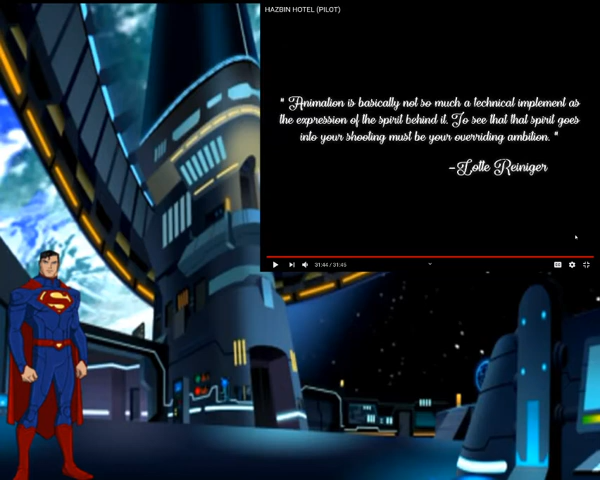 HAZBIN HOTEL (PILOT)
" Animation is basically not so much a technical implement as
the expression of the spirit behind it. To see that that spirit goes
into your shooting must be your overriding ambition. "
-Lotte Reiniger
31:44 / 31:45